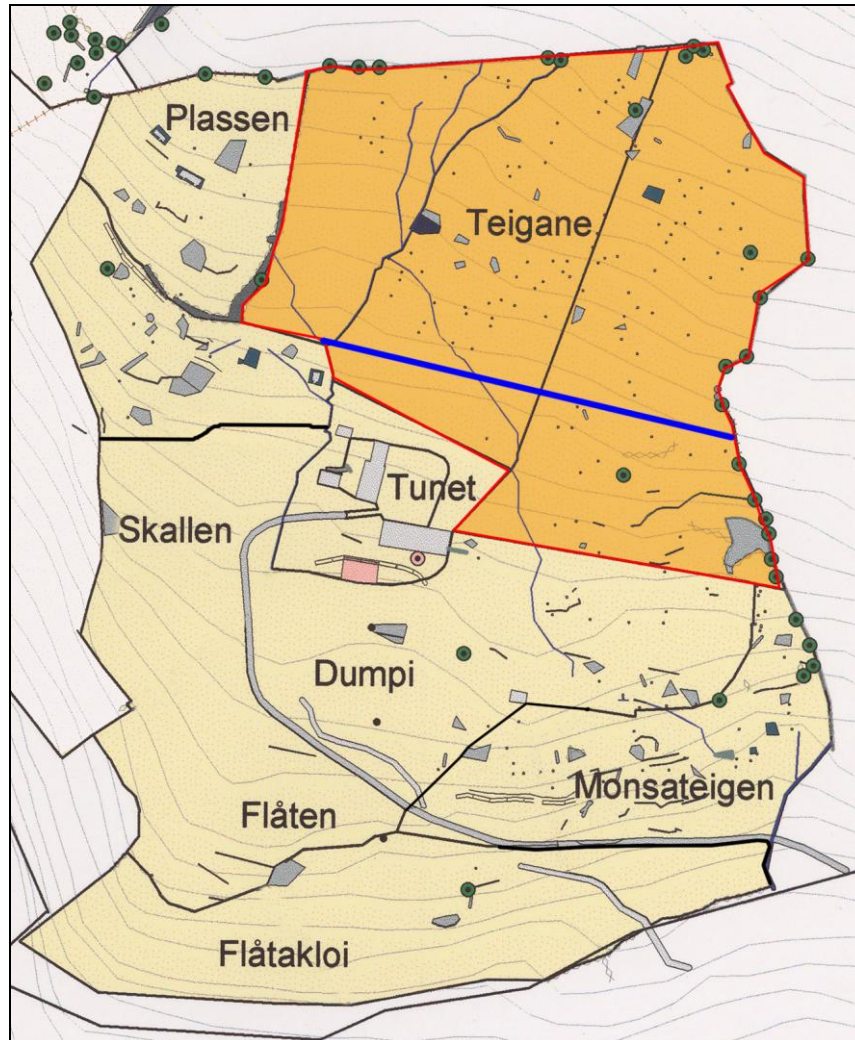 Plassen
Teigane
Tunet
Skallen
Dumpi
Monsateigen
Flåten
Flåtakloi